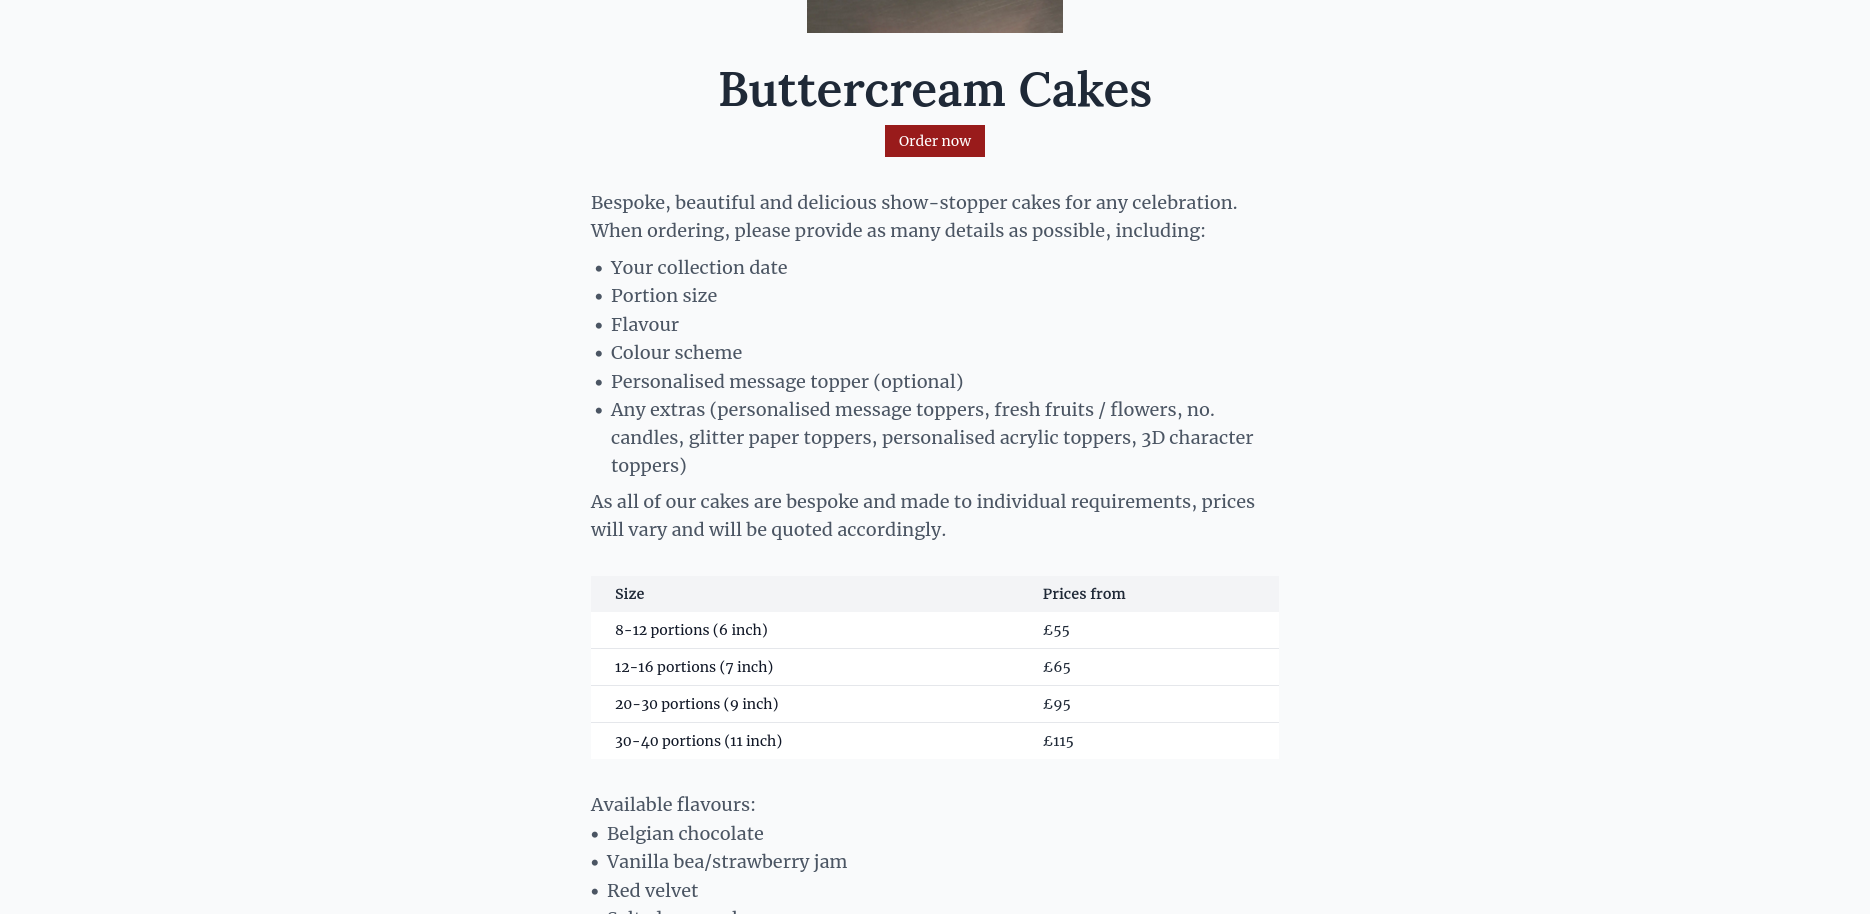 Buttercream Cakes
Order now
Bespoke, beautiful and delicious show-stopper cakes for any celebration.
When ordering, please provide as many details as possible, including:
• Your collection date
• Portion size
• Flavour
• Colour scheme
• Personalised message topper (optional)
• Any extras (personalised message toppers, fresh fruits / flowers, no.
candles, glitter paper toppers, personalised acrylic toppers, 3D character
toppers)
As all of our cakes are bespoke and made to individual requirements, prices
will vary and will be quoted accordingly.
Size Prices from
8-12 portions (6 inch) £55
12-16 portions (7 inch) £65
20-30 portions (9 inch) £95
30-40 portions (11 inch) £115
Available flavours:
• Belgian chocolate
• Vanilla bea/strawberry jam
• Red velvet